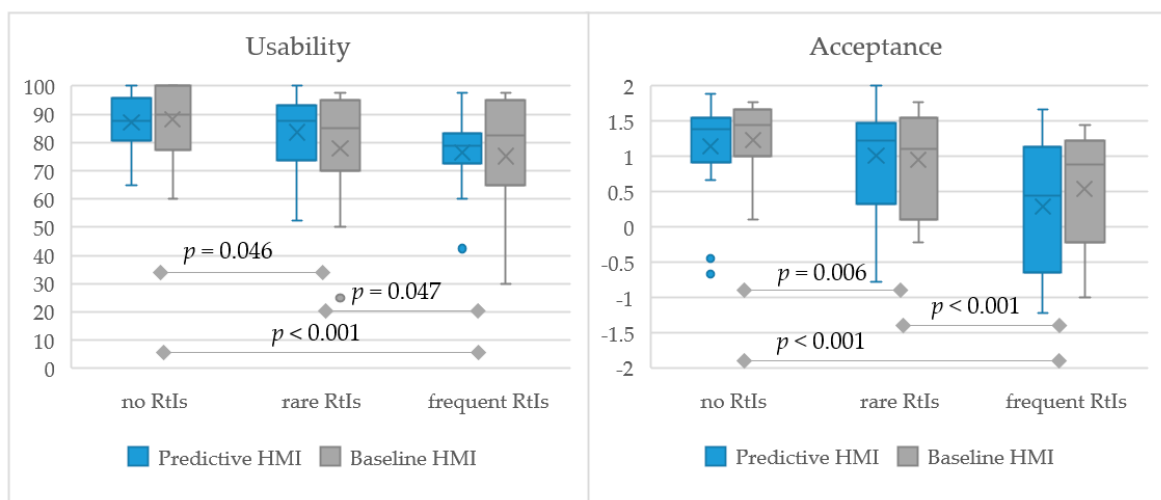 Usability
100
90
80
70
60
50
40
30
20
10
0
p = 0.046
p = 0.047
p < 0.001
no RtIs rare RtIs frequent RtIs
Predictive HMI Baseline HMI
Acceptance
2
1.5
1
0.5
0
-0.5
-1
-1.5
-2
p = 0.006
p < 0.001
p < 0.001
no RtIs rare RtIs frequent RtIs
Predictive HMI Baseline HMI